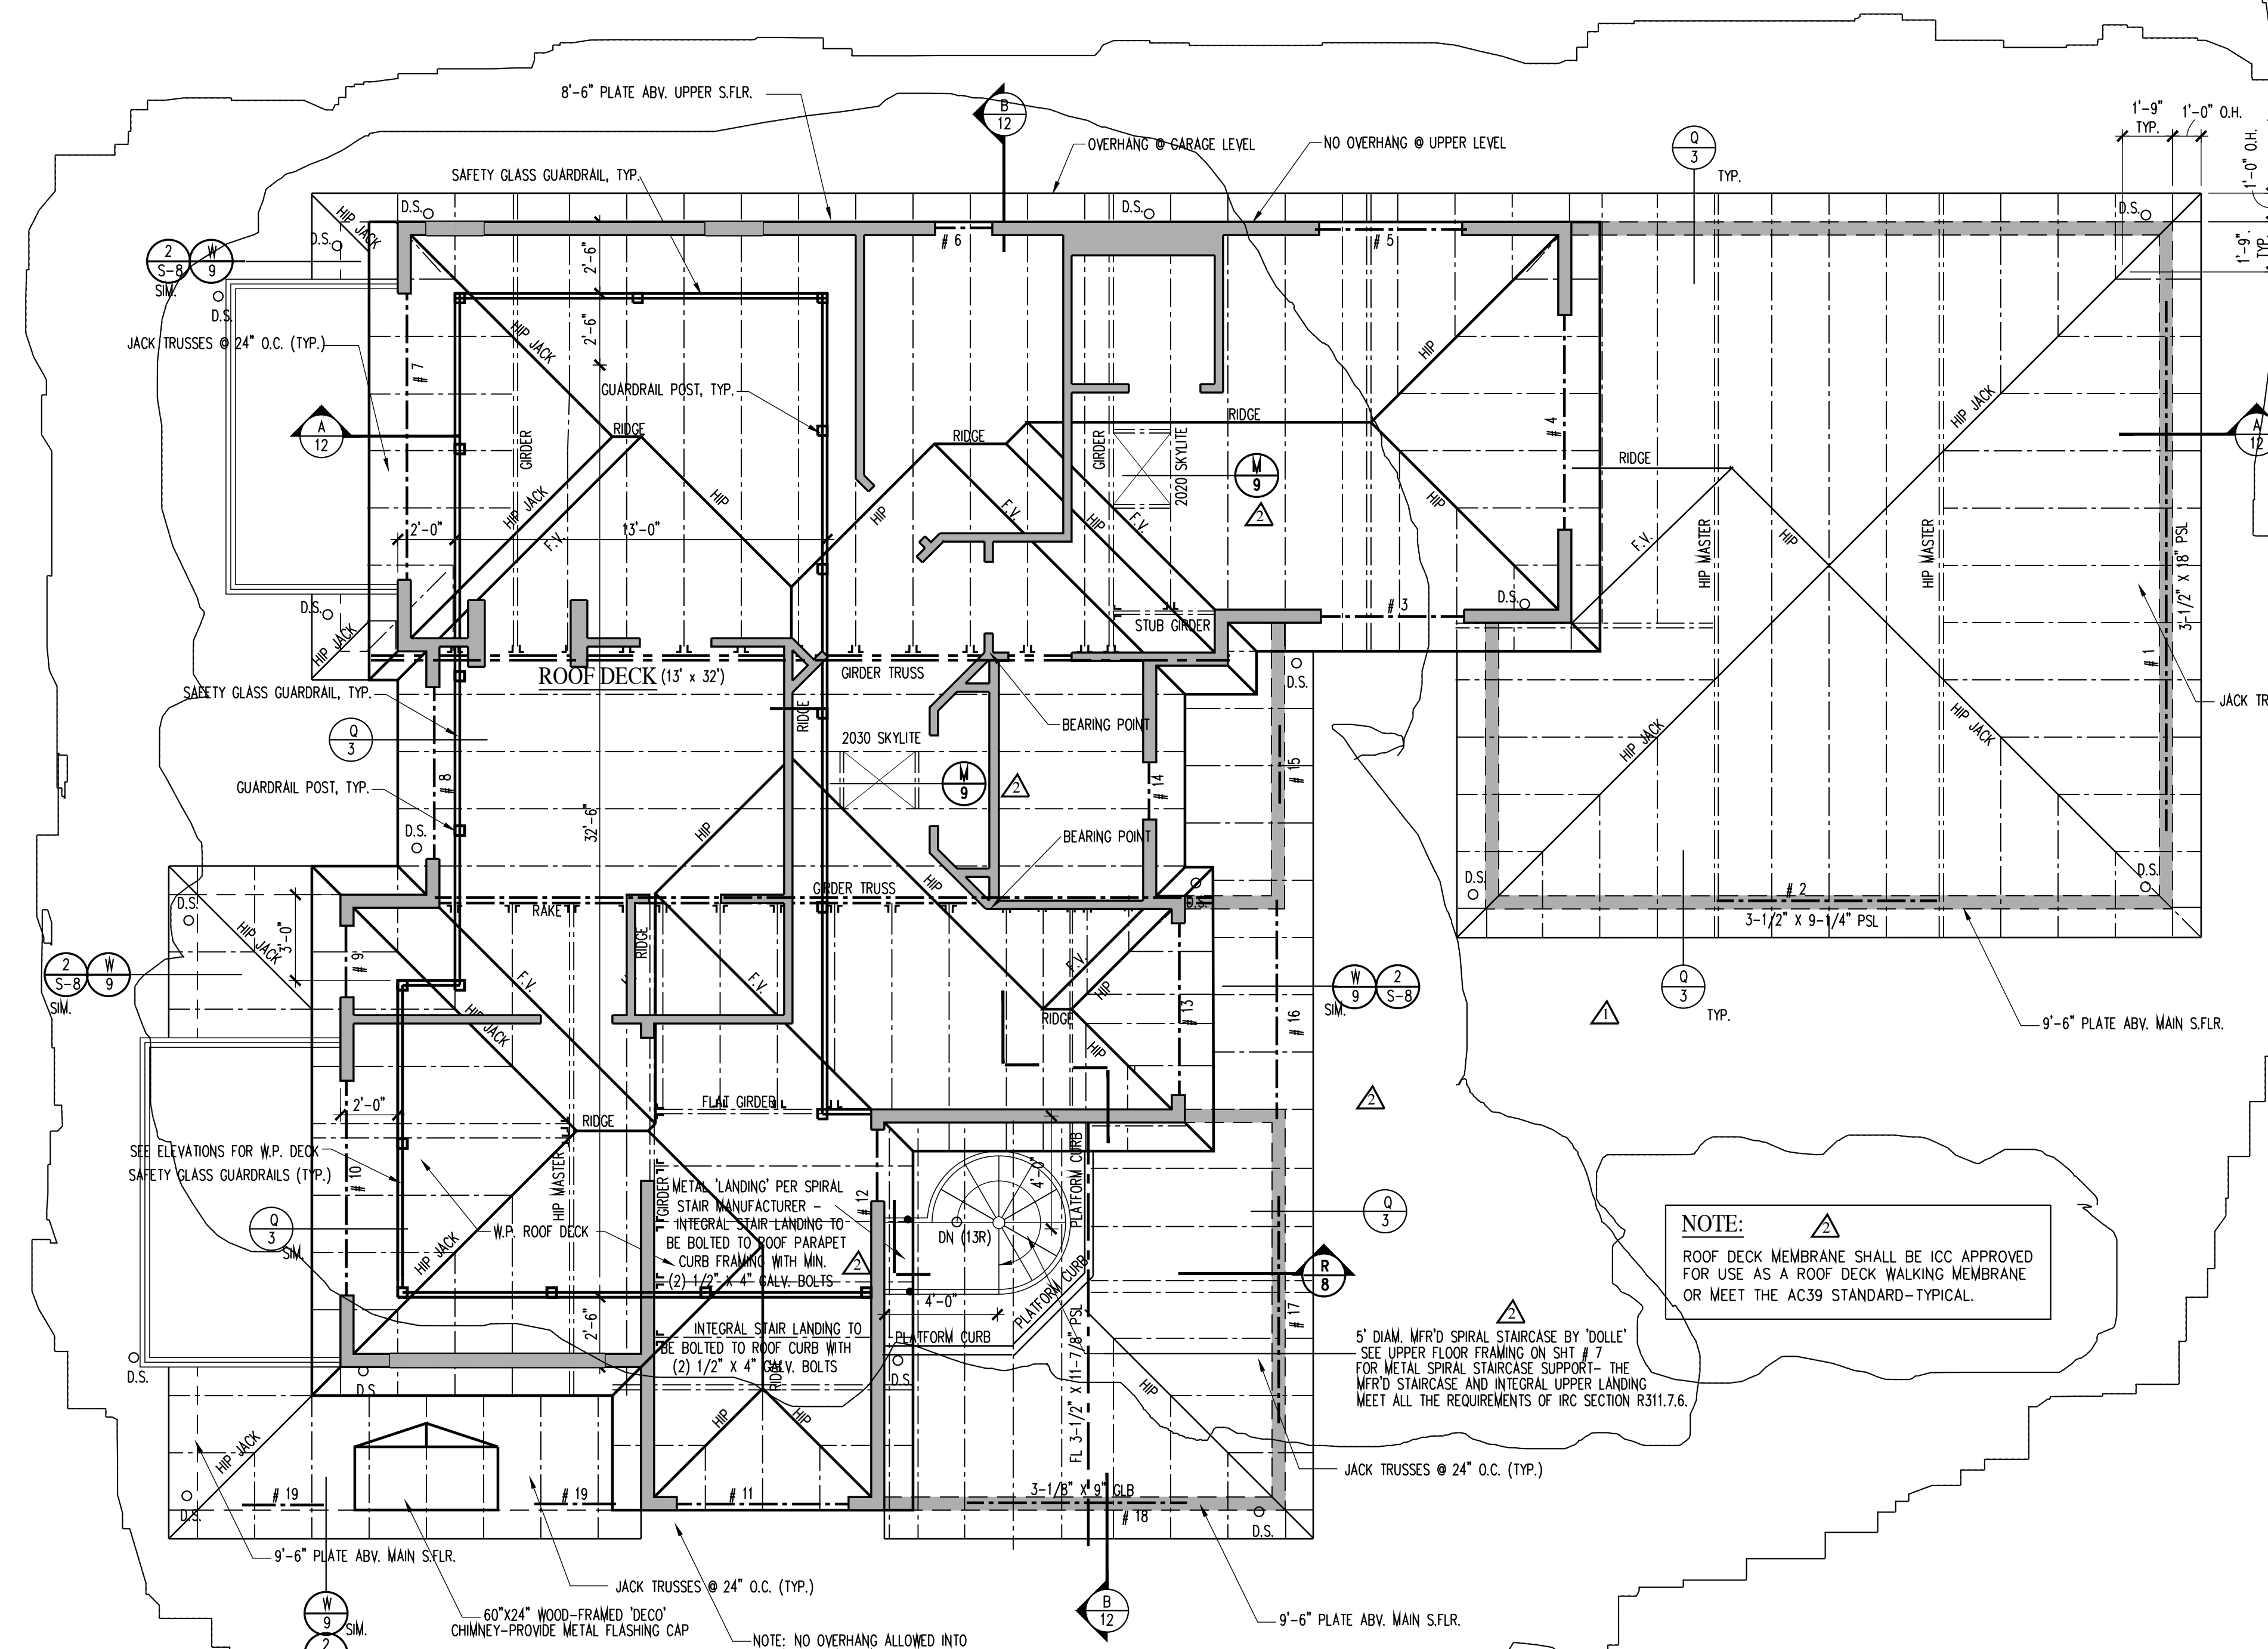 8'-6" PLATE ABV. UPPER S.FLR.
B
12
OVERHANG @ GARAGE LEVEL
NO OVERHANG @ UPPER LEVEL
Q
3
TYP.
1'-9"
TYP.
1'-0" O.H.
1'-0" O.H.
1'-9"
TYP.
SAFETY GLASS GUARDRAIL, TYP.
HIP JACK
D.S.
D.S.
D.S.
D.S.
2
S-8
W
9
SIM.
D.S.
# 6
# 5
2'-6"
2'-6"
JACK TRUSSES @ 24" O.C. (TYP.)
# 7
HIP JACK
GUARDRAIL POST, TYP.
HIP
A
12
RIDGE
RIDGE
RIDGE
GIRDER
GIRDER
2020 SKYLITE
M
9
2
# 4
RIDGE
HIP JACK
A
12
HIP JACK
F.V.
HIP
HIP
F.V.
HIP
F.V.
HIP
2'-0"
13'-0"
F.V.
HIP MASTER
HIP
HIP MASTER
3-1/2" X 18" PSL
# 1
D.S.
HIP JACK
D.S.
# 3
STUB GIRDER
ROOF DECK (13' x 32')
GIRDER TRUSS
D.S.
SAFETY GLASS GUARDRAIL, TYP.
JACK TR
Q
3
RIDGE
BEARING POINT
2030 SKYLITE
M
9
2
# 8
# 14
# 15
HIP JACK
HIP JACK
GUARDRAIL POST, TYP.
32'-6"
D.S.
HIP
BEARING POINT
GIRDER TRUSS
HIP
D.S.
D.S.
D.S.
# 2
3-1/2" X 9-1/4" PSL
D.S.
RAKE
HIP JACK
3'-0"
RIDGE
2
S-8
W
9
SIM.
# 9
F.V.
F.V.
F.V.
HIP
HIP JACK
RIDGE
# 13
# 16
W
9
2
S-8
SIM.
Q
3
TYP.
1
9'-6" PLATE ABV. MAIN S.FLR.
HIP
2
2'-0"
FLAT GIRDER
RIDGE
SEE ELEVATIONS FOR W.P. DECK
SAFETY GLASS GUARDRAILS (TYP.)
# 10
HIP MASTER
GIRDER
METAL 'LANDING' PER SPIRAL
STAIR MANUFACTURER –
INTEGRAL STAIR LANDING TO
BE BOLTED TO ROOF PARAPET
CURB FRAMING WITH MIN.
(2) 1/2" X 4" GALV. BOLTS
2
# 12
4'-0"
PLATFORM CURB
DN (13R)
Q
3
Q
3
SIM.
W.P. ROOF DECK
HIP JACK
4'-0"
PLATFORM CURB
R
8
NOTE:
2
ROOF DECK MEMBRANE SHALL BE ICC APPROVED
FOR USE AS A ROOF DECK WALKING MEMBRANE
OR MEET THE AC39 STANDARD-TYPICAL.
2'-6"
INTEGRAL STAIR LANDING TO
BE BOLTED TO ROOF CURB WITH
(2) 1/2" X 4" GALV. BOLTS
PLATFORM CURB
# 17
2
5' DIAM. MFR'D SPIRAL STAIRCASE BY 'DOLLE'
SEE UPPER FLOOR FRAMING ON SHT # 7
FOR METAL SPIRAL STAIRCASE SUPPORT- THE
MFR'D STAIRCASE AND INTEGRAL UPPER LANDING
MEET ALL THE REQUIREMENTS OF IRC SECTION R311.7.6.
D.S.
D.S.
D.S.
RIDGE
HIP
HIP
HIP
FL 3-1/2" X 11-7/8" PSL
HIP JACK
JACK TRUSSES @ 24" O.C. (TYP.)
# 19
# 19
# 11
3-1/8" X 9" GLB
# 18
D.S.
D.S.
9'-6" PLATE ABV. MAIN S.FLR.
JACK TRUSSES @ 24" O.C. (TYP.)
W
9
SIM.
2
60"X24" WOOD-FRAMED 'DECO'
CHIMNEY-PROVIDE METAL FLASHING CAP
B
12
9'-6" PLATE ABV. MAIN S.FLR.
NOTE: NO OVERHANG ALLOWED INTO